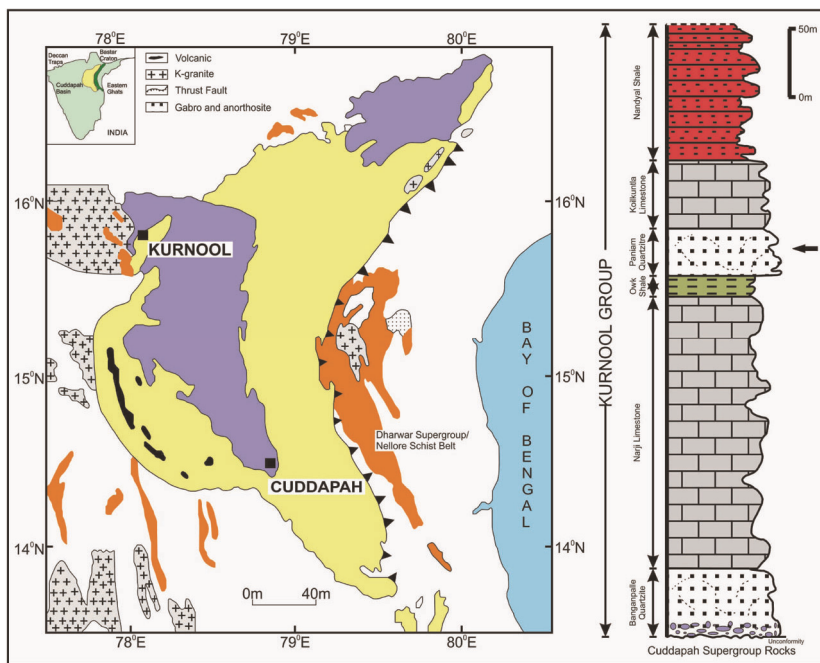 78°E
79°E
80°E
Deccan
Traps
Bastar
Craton
Cuddapah
Basin
Eastern
Ghats
INDIA
Volcanic
K-granite
Thrust Fault
Gabro and anorthosite
16°N
16°N
KURNOOL
15°N
15°N
Dharwar Supergroup/
Nellore Schist Belt
CUDDAPAH
14°N
14°N
BAY OF BENGAL
0m
40m
78°E
79°E
80°E
KURNOOL GROUP
Nandyal Shale
Koilkuntla
Limestone
Paniam
Quartzitre
Owk
Shale
Narji Limestone
Banganpalle
Quartzite
50m
0m
Unconformity
Cuddapah Supergroup Rocks